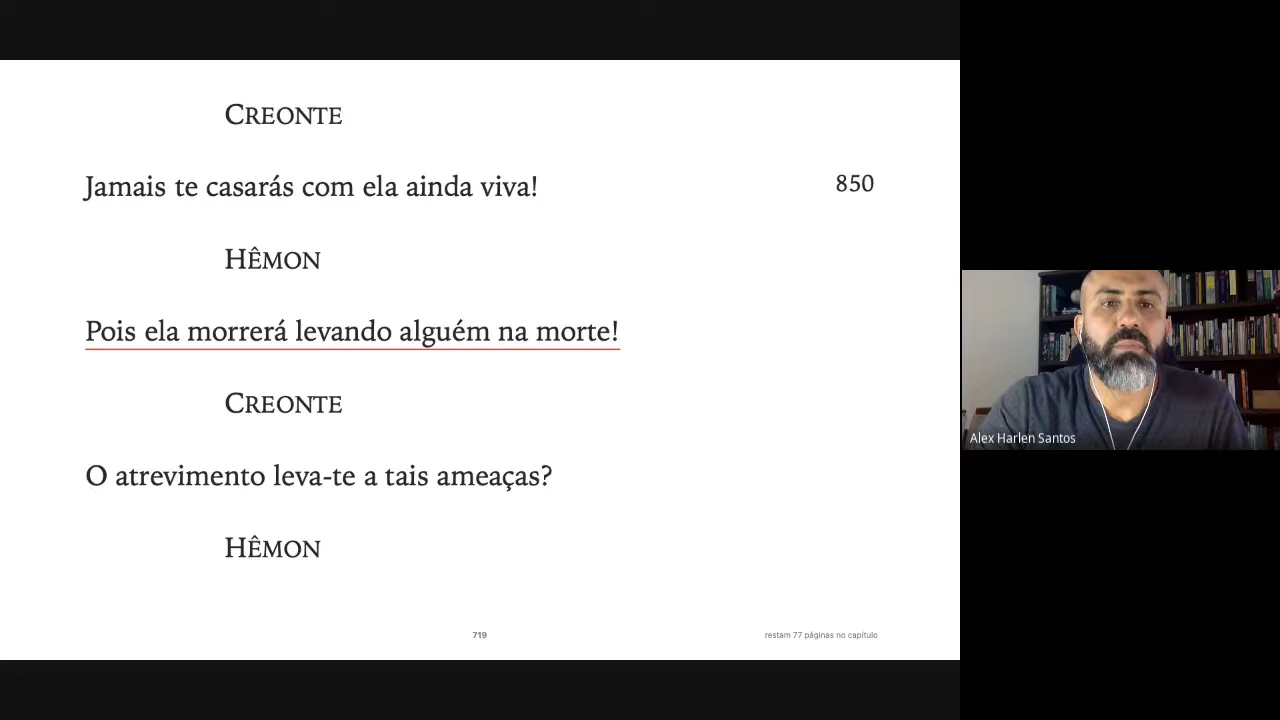 CREONTE
Jamais te casarás com ela ainda viva! 850
HÊMON
Pois ela morrerá levando alguém na morte!
CREONTE
O atrevimento leva-te a tais ameaças?
HÊMON
719 restam 77 páginas no capítulo
Alex Harlen Santos